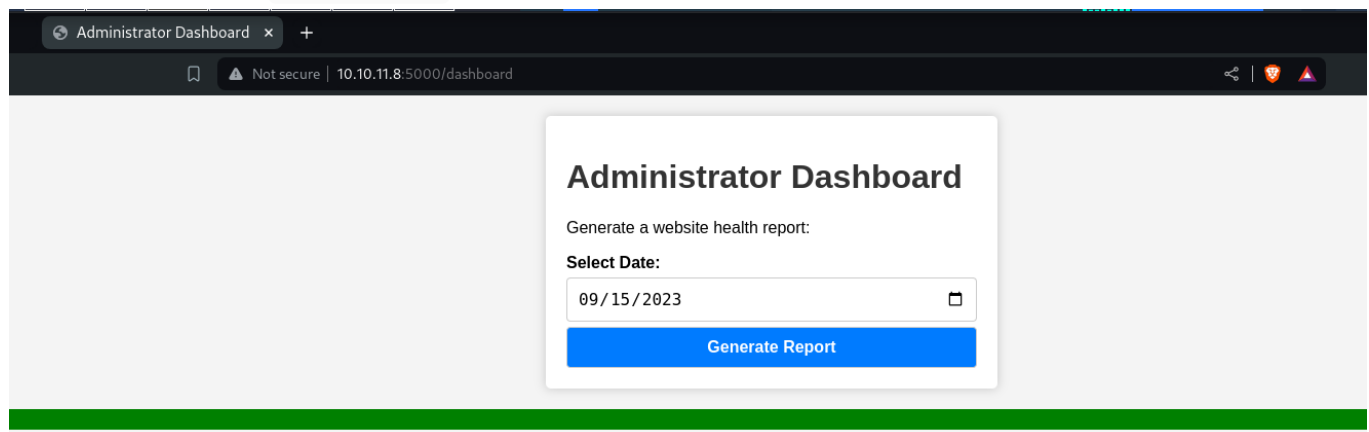 Administrator Dashboard × +
Not secure | 10.10.11.8:5000/dashboard
Administrator Dashboard
Generate a website health report:
Select Date:
09/15/2023
Generate Report